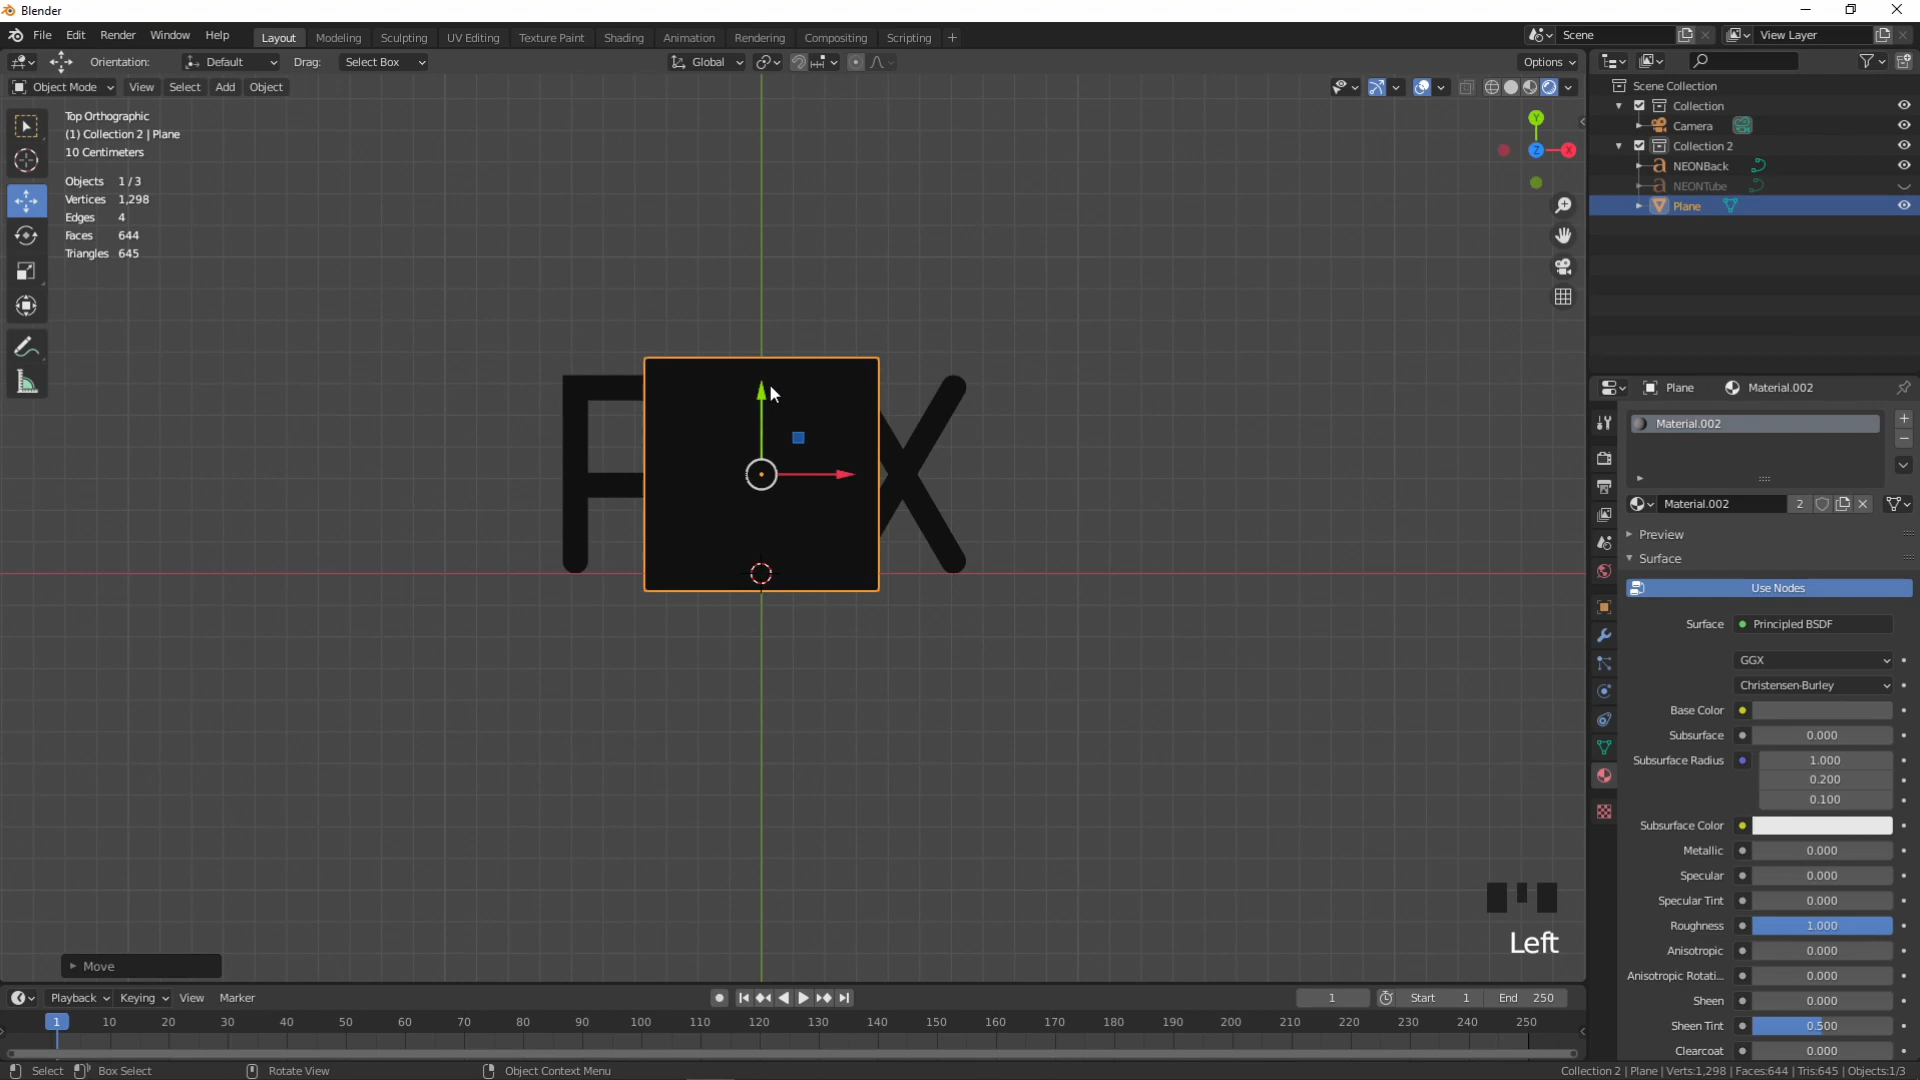 Blender
File Edit Render Window Help Layout Modeling Sculpting UV Editing Texture Paint Shading Animation Rendering Compositing Scripting + Scene View Layer
Orientation: Default Drag: Select Box Global Options
Object Mode View Select Add Object
Top Orthographic
(1) Collection 2 | Plane
10 Centimeters
Objects 1/3
Vertices 1,298
Edges 4
Faces 644
Triangles 645
Y
Z X
F X
Left
Move
Scene Collection
Collection
Camera
Collection 2
NEONBack
NEONTube
Plane
Plane Material.002
Material.002
Material.002 2
Preview
Surface
Use Nodes
Surface Principled BSDF
GGX
Christensen-Burley
Base Color
Subsurface 0.000
Subsurface Radius 1.000
0.200
0.100
Subsurface Color
Metallic 0.000
Specular 0.000
Specular Tint 0.000
Roughness 1.000
Anisotropic 0.000
Anisotropic Rotati... 0.000
Sheen 0.000
Sheen Tint 0.500
Clearcoat 0.000
Playback Keying View Marker 1 Start 1 End 250
1 10 20 30 40 50 60 70 80 90 100 110 120 130 140 150 160 170 180 190 200 210 220 230 240 250
Select Box Select Rotate View Object Context Menu Collection 2 | Plane | Verts:1,298 | Faces:644 | Tris:645 | Objects:1/3